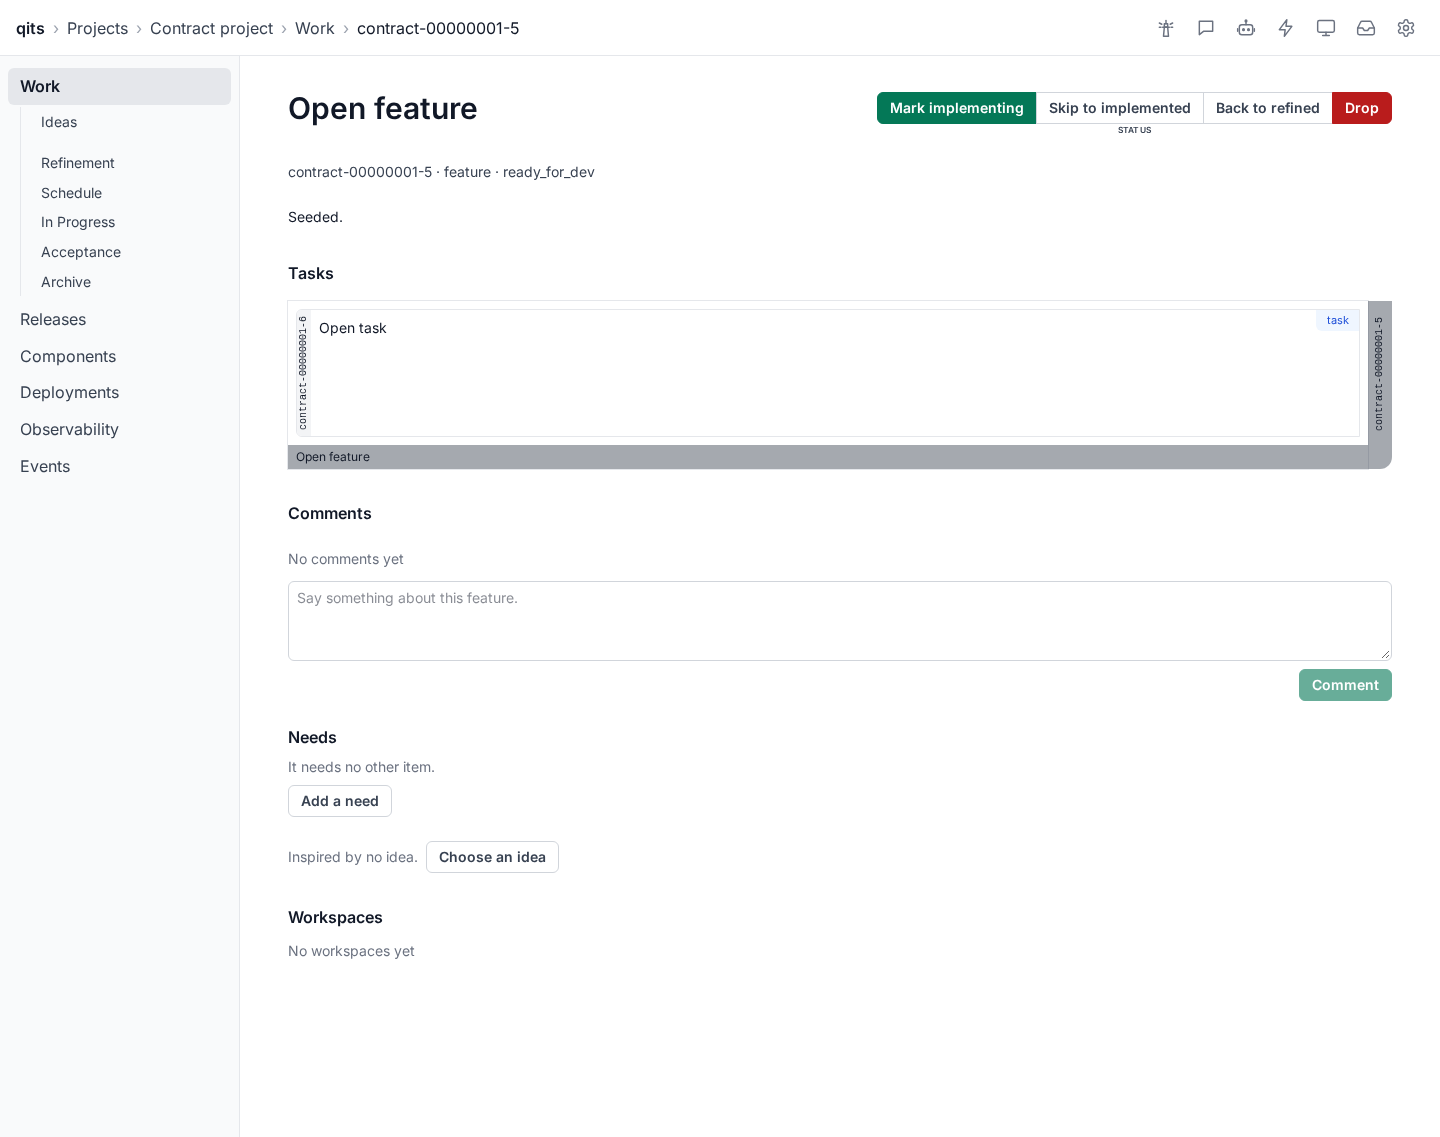 qits › Projects › Contract project › Work › contract-00000001-5
Work
Ideas
Refinement
Schedule
In Progress
Acceptance
Archive
Releases
Components
Deployments
Observability
Events
Open feature
Mark implementing
Skip to implemented
Back to refined
Drop
STATUS
contract-00000001-5 · feature · ready_for_dev
Seeded.
Tasks
contract-00000001-6
Open task
task
contract-00000001-5
Open feature
Comments
No comments yet
Say something about this feature.
Comment
Needs
It needs no other item.
Add a need
Inspired by no idea.
Choose an idea
Workspaces
No workspaces yet